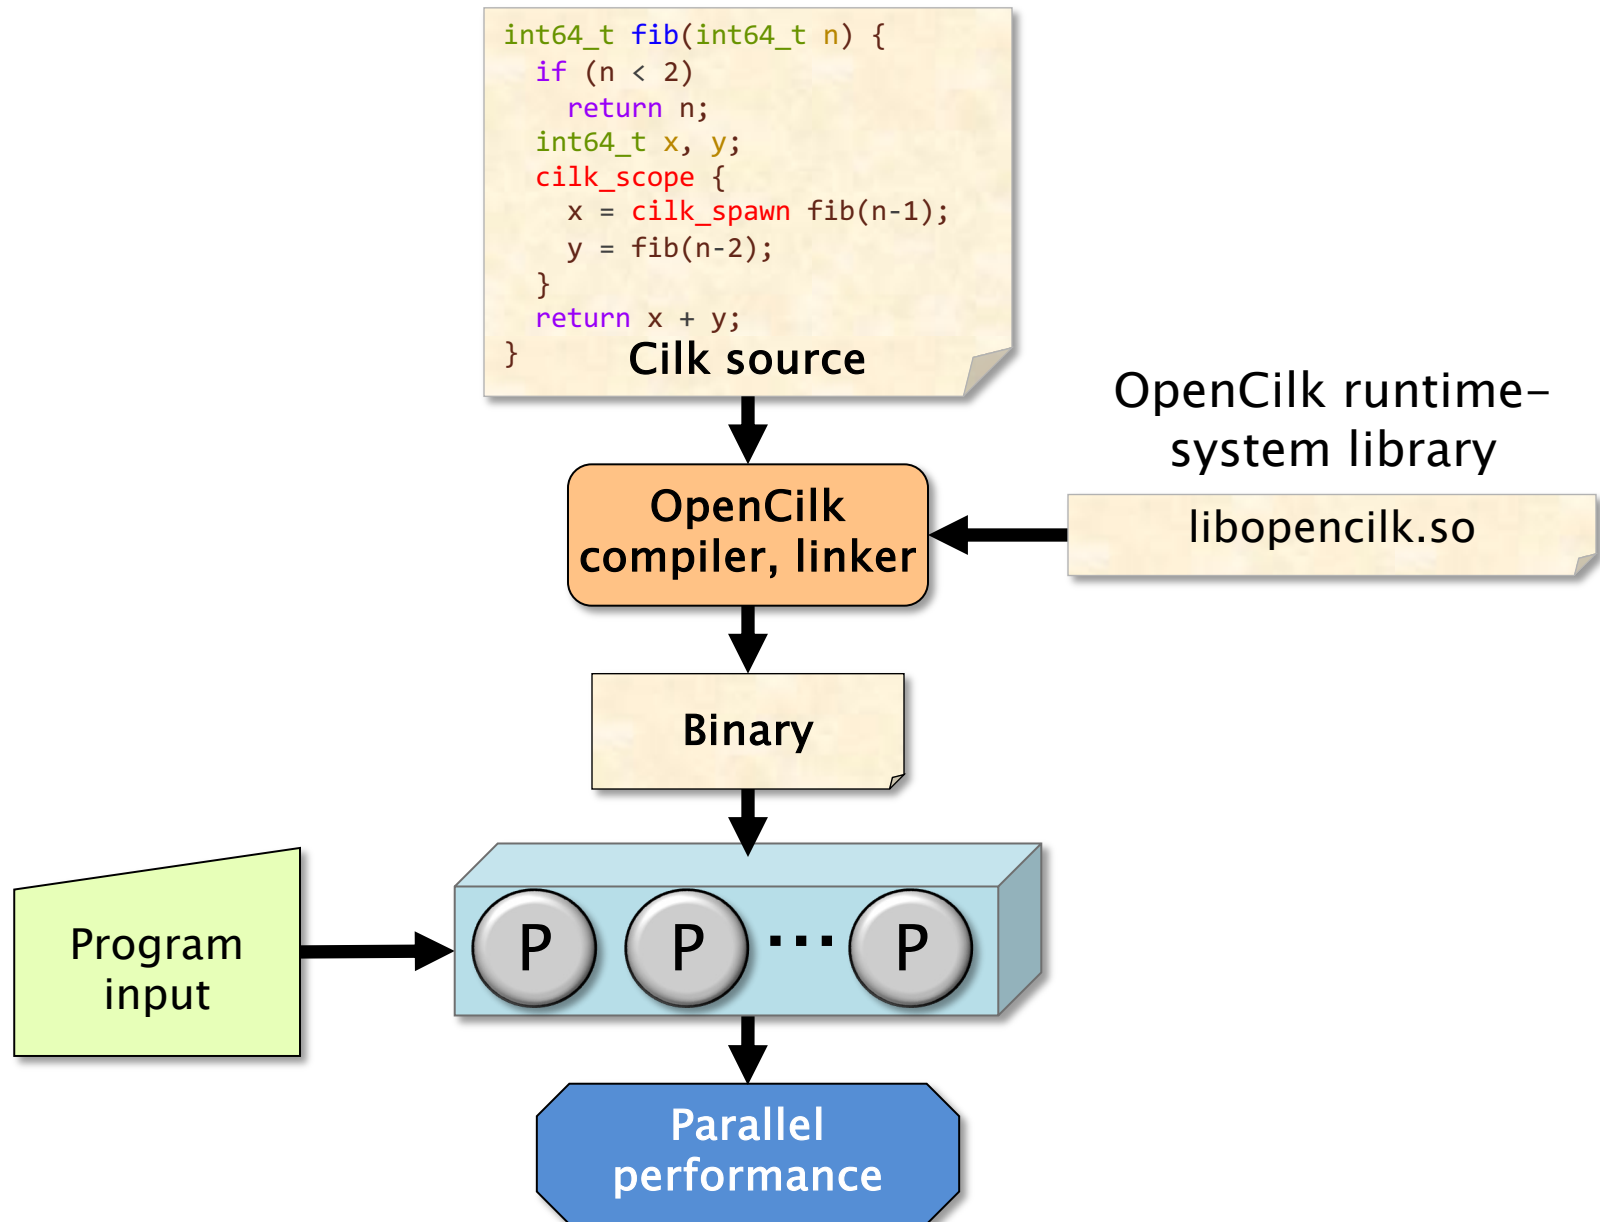 int64_t fib(int64_t n) {
  if (n < 2)
    return n;
  int64_t x, y;
  cilk_scope {
    x = cilk_spawn fib(n-1);
    y = fib(n-2);
  }
  return x + y;
}
Cilk source
OpenCilk runtime-
system library
OpenCilk
compiler, linker
libopencilk.so
Binary
Program
input
P P ... P
Parallel
performance